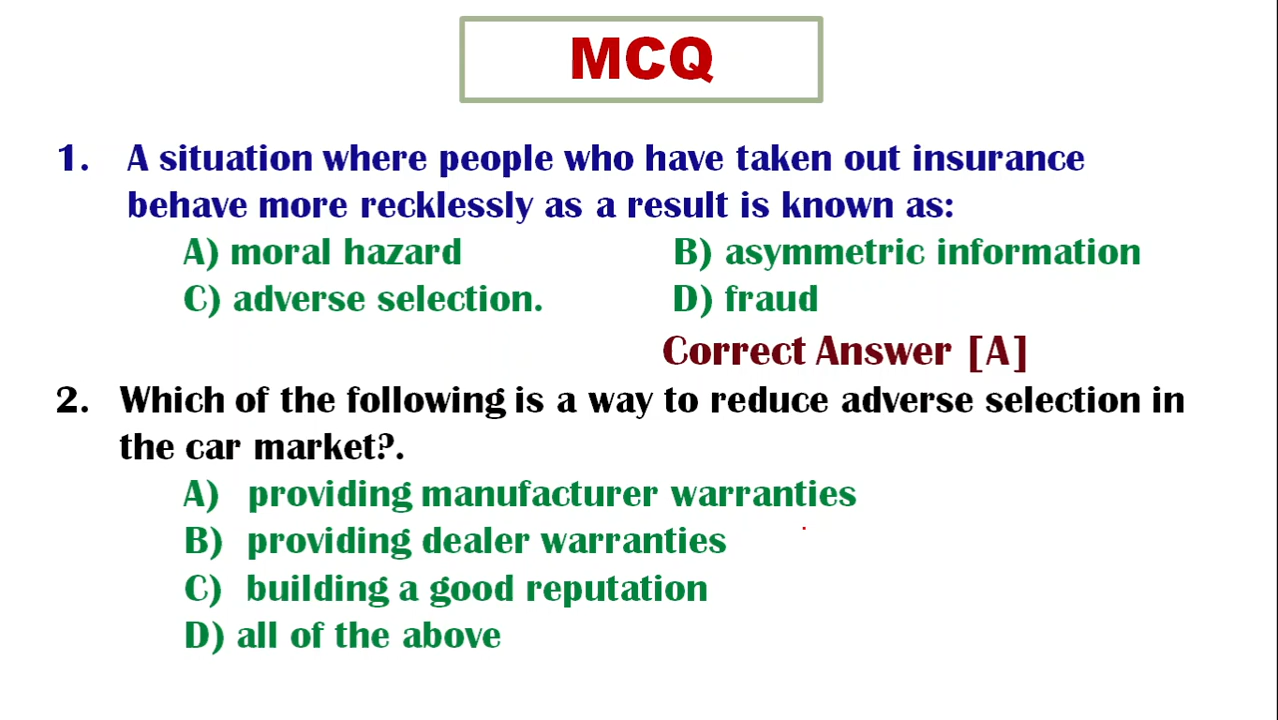 MCQ
1. A situation where people who have taken out insurance
behave more recklessly as a result is known as:
A) moral hazard B) asymmetric information
C) adverse selection. D) fraud
Correct Answer [A]
2. Which of the following is a way to reduce adverse selection in
the car market?.
A) providing manufacturer warranties
B) providing dealer warranties
C) building a good reputation
D) all of the above